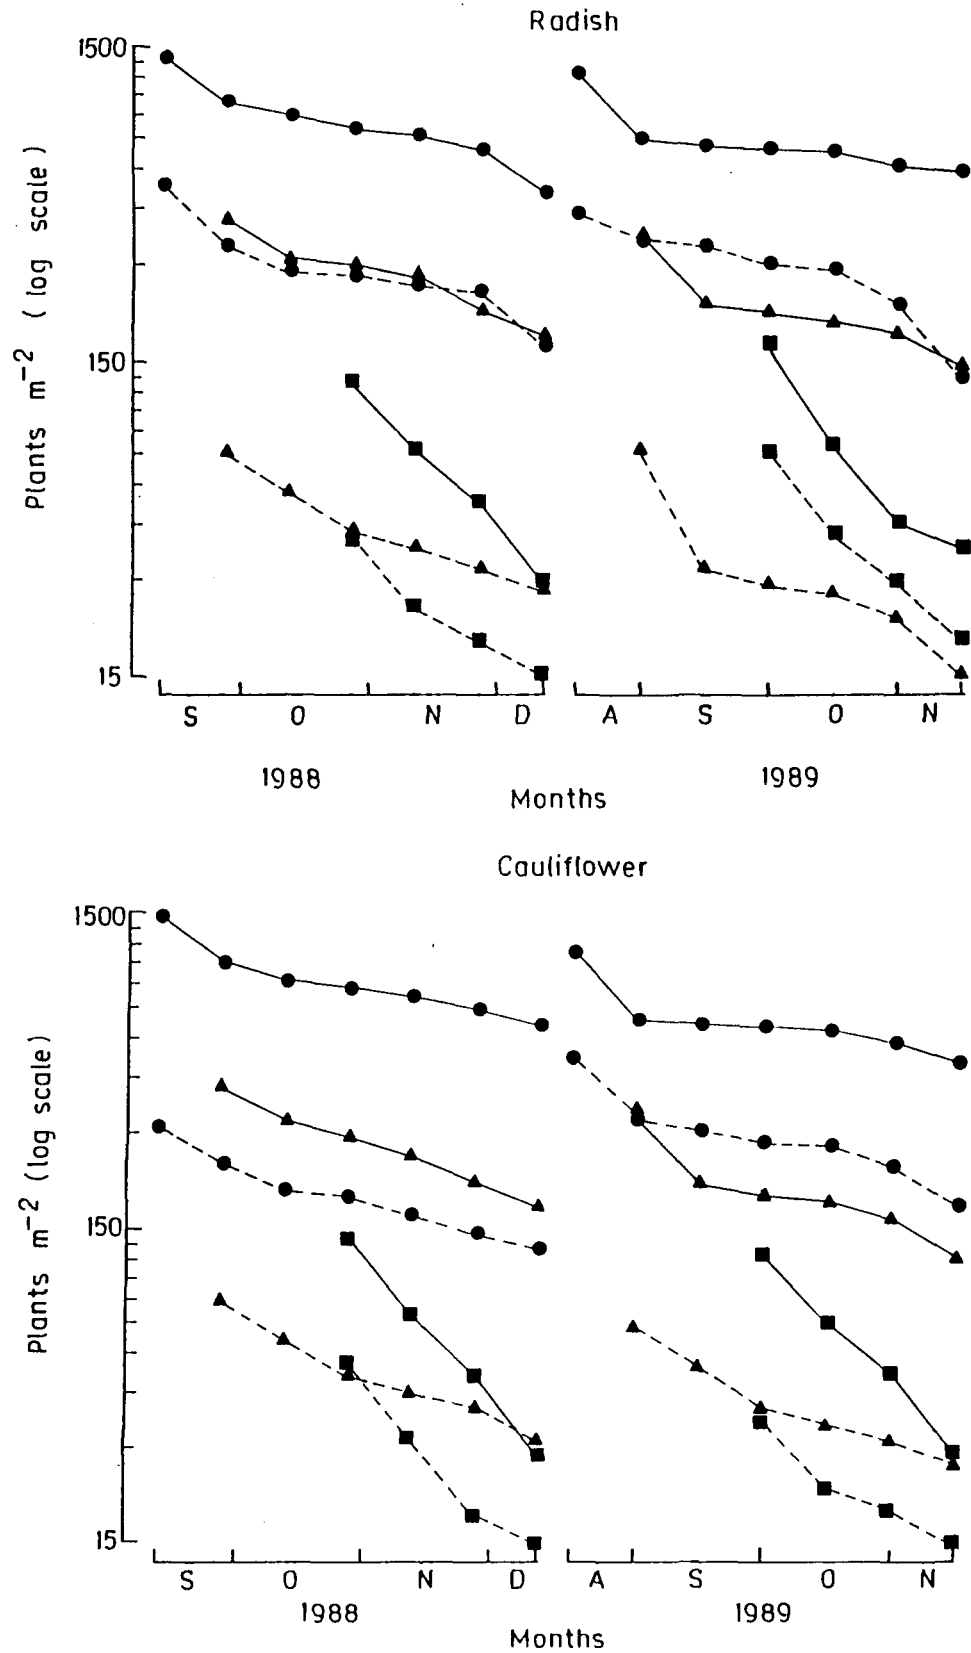 Radish
1500
150
15
Plants m⁻² (log scale)
S O N D A S O N
1988 1989
Months
Cauliflower
1500
150
15
Plants m⁻² (log scale)
S O N D A S O N
1988 1989
Months